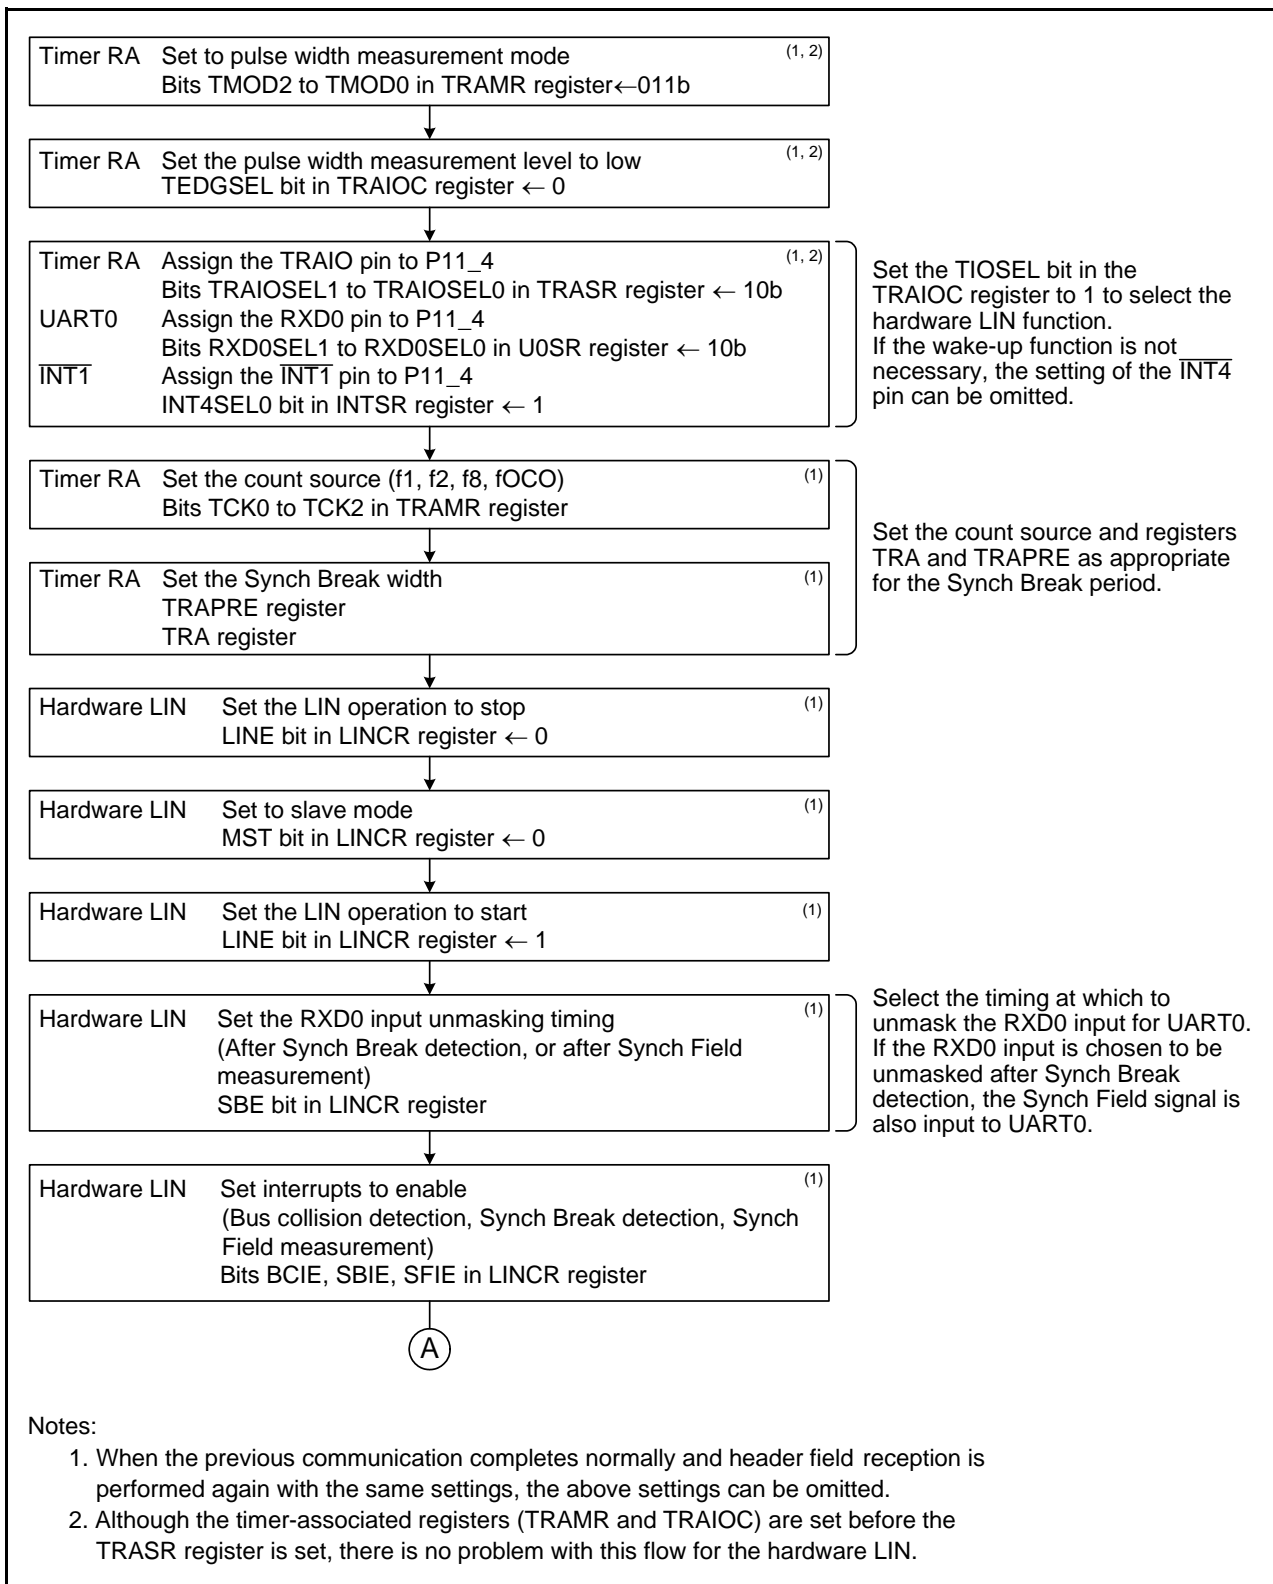 Timer RA Set to pulse width measurement mode (1, 2)
Bits TMOD2 to TMOD0 in TRAMR register←011b
Timer RA Set the pulse width measurement level to low (1, 2)
TEDGSEL bit in TRAIOC register ← 0
Timer RA Assign the TRAIO pin to P11_4 (1, 2)
Bits TRAIOSEL1 to TRAIOSEL0 in TRASR register ← 10b
UART0 Assign the RXD0 pin to P11_4
Bits RXD0SEL1 to RXD0SEL0 in U0SR register ← 10b
INT1 Assign the INT1 pin to P11_4
INT4SEL0 bit in INTSR register ← 1
Set the TIOSEL bit in the
TRAIOC register to 1 to select the
hardware LIN function.
If the wake-up function is not
necessary, the setting of the INT4
pin can be omitted.
Timer RA Set the count source (f1, f2, f8, fOCO) (1)
Bits TCK0 to TCK2 in TRAMR register
Timer RA Set the Synch Break width (1)
TRAPRE register
TRA register
Set the count source and registers
TRA and TRAPRE as appropriate
for the Synch Break period.
Hardware LIN Set the LIN operation to stop (1)
LINE bit in LINCR register ← 0
Hardware LIN Set to slave mode (1)
MST bit in LINCR register ← 0
Hardware LIN Set the LIN operation to start (1)
LINE bit in LINCR register ← 1
Hardware LIN Set the RXD0 input unmasking timing (1)
(After Synch Break detection, or after Synch Field
measurement)
SBE bit in LINCR register
Select the timing at which to
unmask the RXD0 input for UART0.
If the RXD0 input is chosen to be
unmasked after Synch Break
detection, the Synch Field signal is
also input to UART0.
Hardware LIN Set interrupts to enable (1)
(Bus collision detection, Synch Break detection, Synch
Field measurement)
Bits BCIE, SBIE, SFIE in LINCR register
A
Notes:
1. When the previous communication completes normally and header field reception is
performed again with the same settings, the above settings can be omitted.
2. Although the timer-associated registers (TRAMR and TRAIOC) are set before the
TRASR register is set, there is no problem with this flow for the hardware LIN.